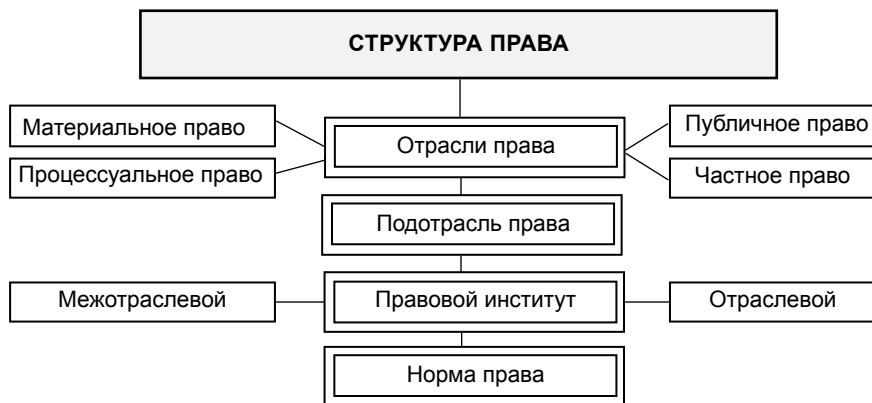 СТРУКТУРА ПРАВА
Материальное право
Отрасли права
Публичное право
Процессуальное право
Частное право
Подотрасль права
Межотраслевой
Правовой институт
Отраслевой
Норма права